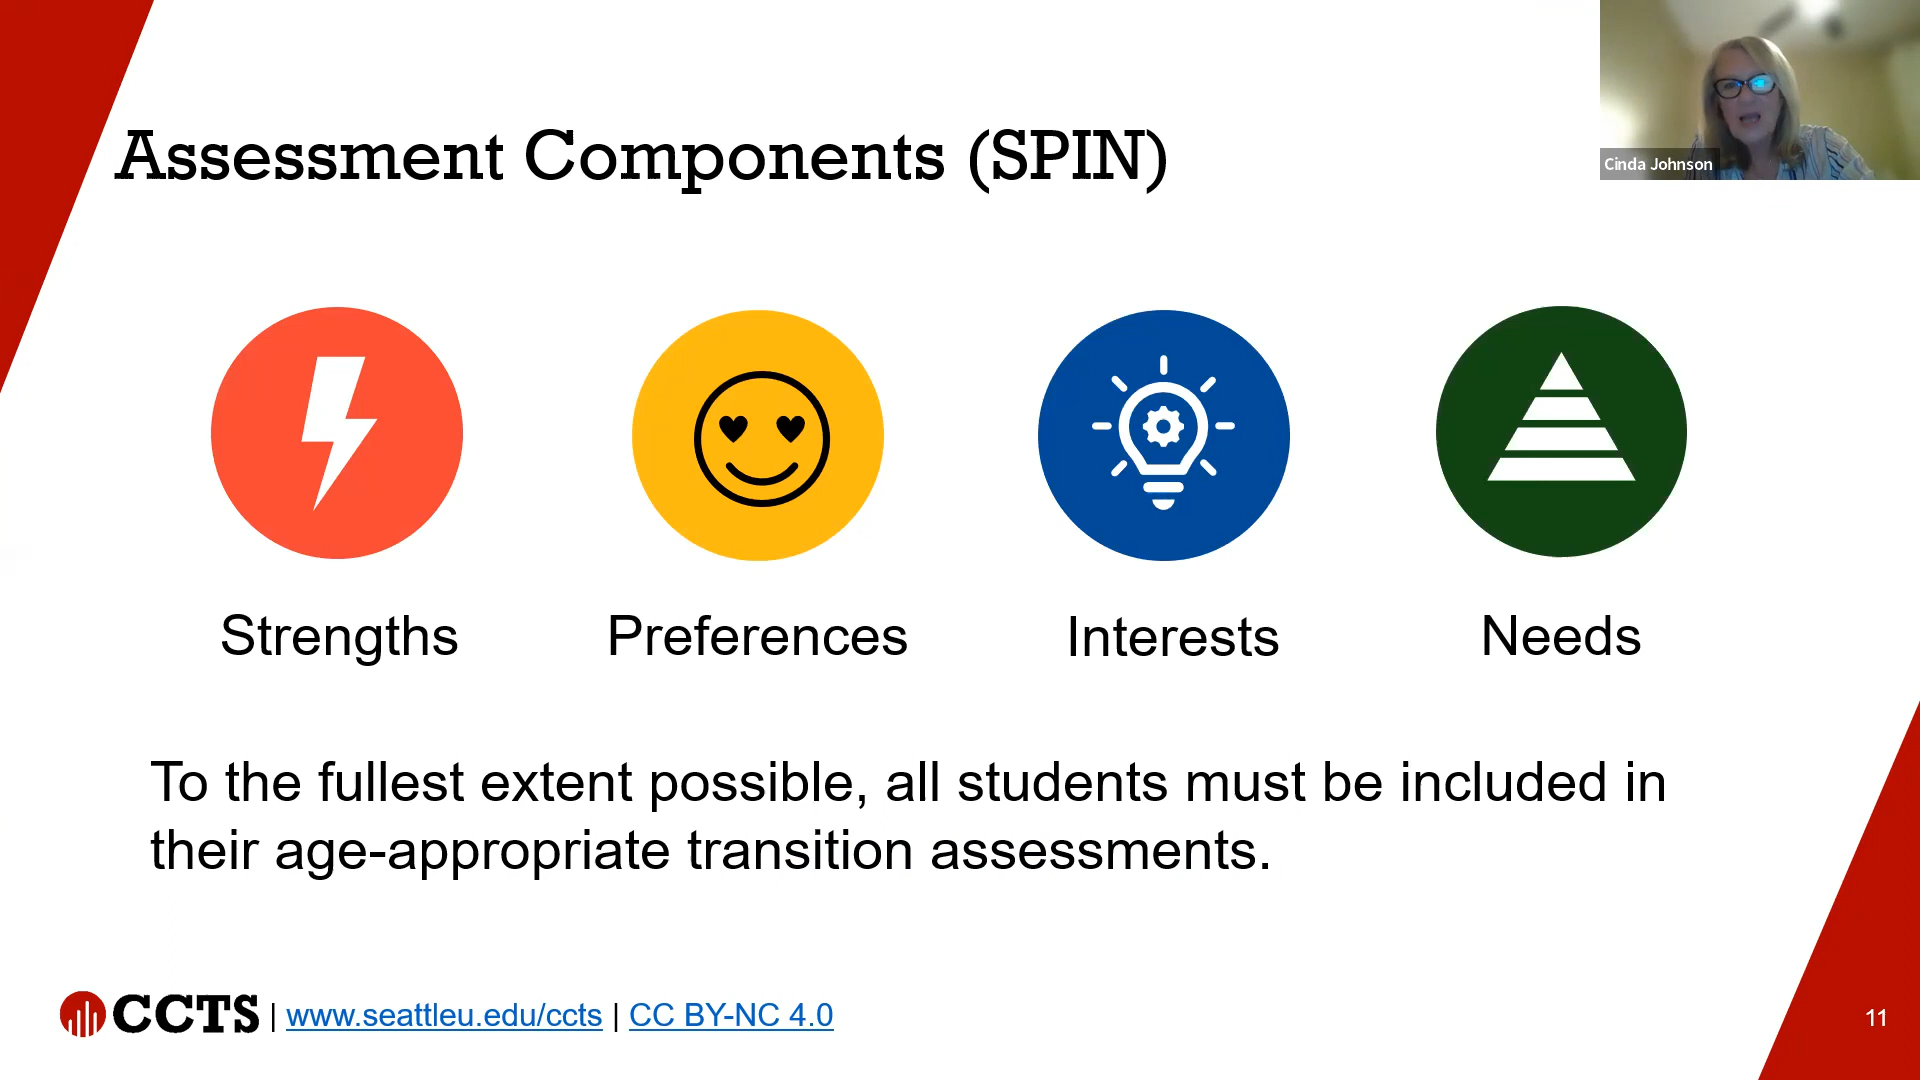 Assessment Components (SPIN)
Cinda Johnson
Strengths
Preferences
Interests
Needs
To the fullest extent possible, all students must be included in
their age-appropriate transition assessments.
CCTS | www.seattleu.edu/ccts | CC BY-NC 4.0
11